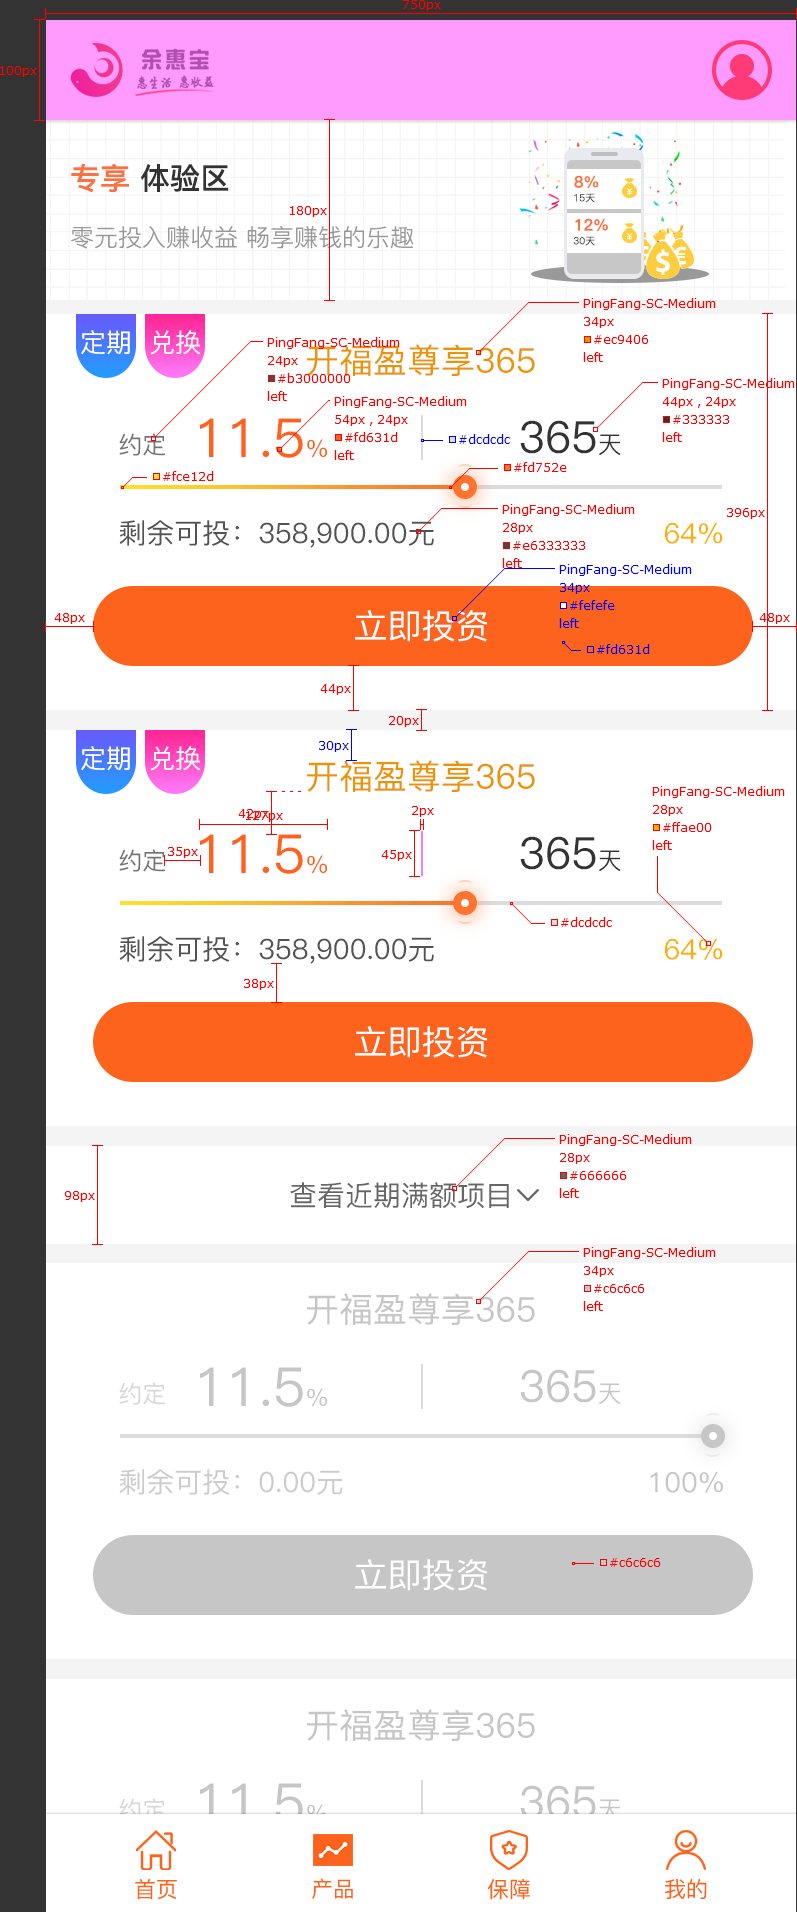 750px
100px
余惠宝
惠生活 惠收益
专享 体验区
180px
零元投入赚收益 畅享赚钱的乐趣
8%
15天
12%
30天
定期
兑换
开福盈尊享365
PingFang-SC-Medium
34px
#ec9406
left
PingFang-SC-Medium
24px
#b3000000
left
PingFang-SC-Medium
54px , 24px
#fd631d
left
PingFang-SC-Medium
44px , 24px
#333333
left
约定
11.5%
#dcdcdc
365天
#fce12d
#fd752e
剩余可投：358,900.00元
64%
PingFang-SC-Medium
28px
#e6333333
left
396px
PingFang-SC-Medium
34px
#fefefe
left
#fd631d
48px
立即投资
48px
44px
20px
定期
兑换
30px
开福盈尊享365
42px
127px
2px
PingFang-SC-Medium
28px
#ffae00
left
约定
35px
11.5%
45px
365天
#dcdcdc
剩余可投：358,900.00元
64%
38px
立即投资
98px
PingFang-SC-Medium
28px
#666666
left
查看近期满额项目
PingFang-SC-Medium
34px
#c6c6c6
left
开福盈尊享365
约定
11.5%
365天
剩余可投：0.00元
100%
立即投资
#c6c6c6
开福盈尊享365
约定
11.5%
365天
首页
产品
保障
我的